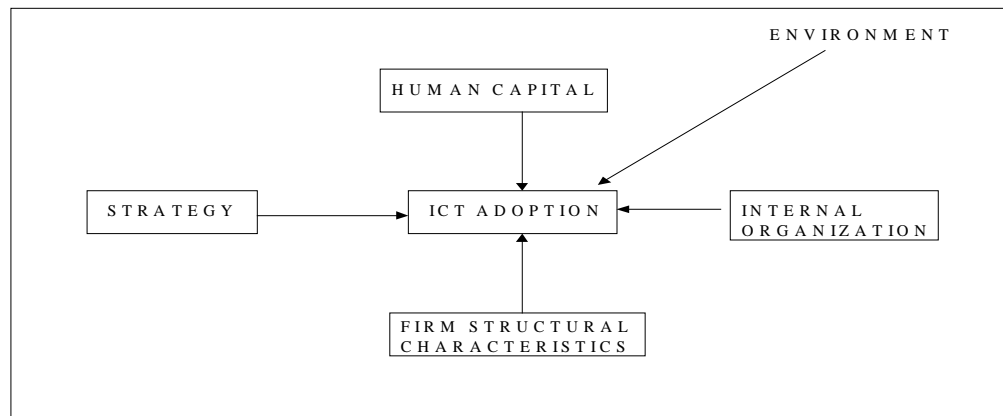 ENVIRONMENT
HUMAN CAPITAL
STRATEGY
ICT ADOPTION
INTERNAL
ORGANIZATION
FIRM STRUCTURAL
CHARACTERISTICS